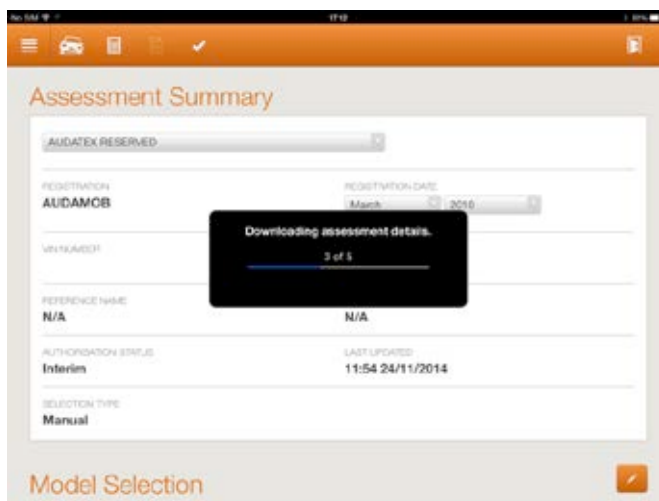 No SIM
17:12
Assessment Summary
AUDATEX RESERVED
REGISTRATION
REGISTRATION DATE
AUDAMOB
March
2010
Downloading assessment details.
3 of 5
VIN NUMBER
REFERENCE NAME
N/A
N/A
AUTHORISATION STATUS
LAST UPDATED
Interim
11:54 24/11/2014
SELECTION TYPE
Manual
Model Selection